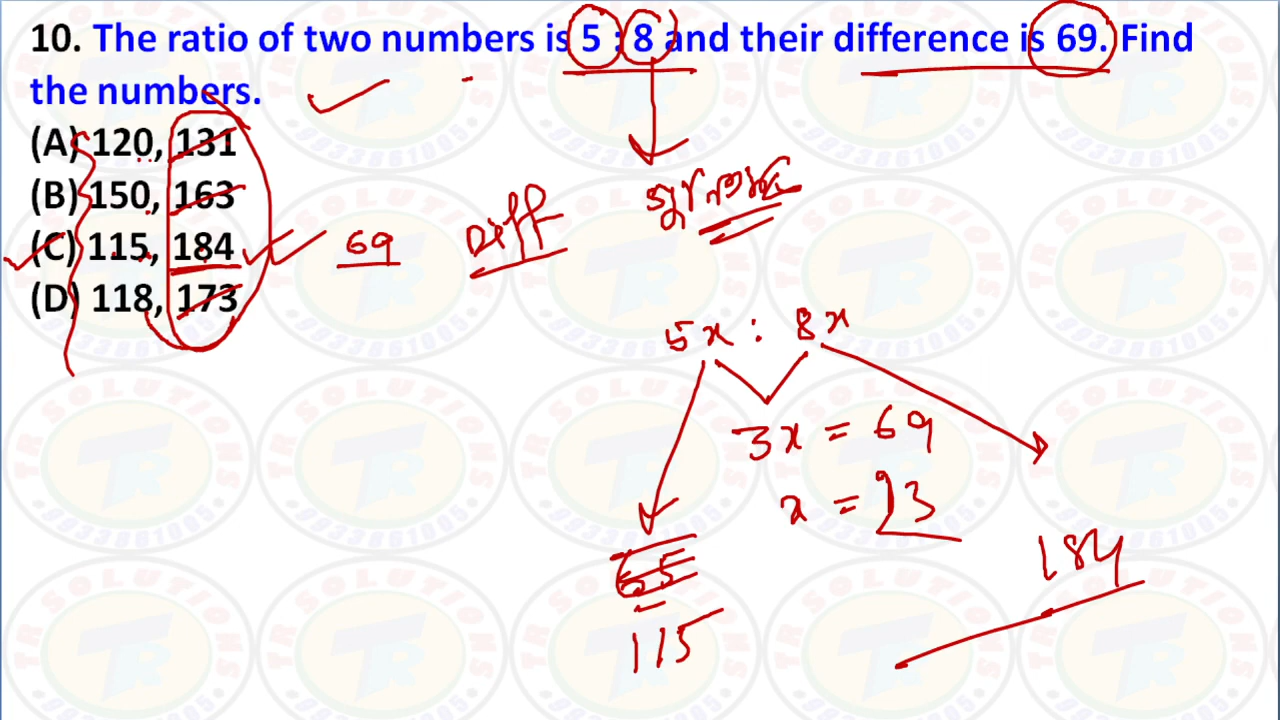 10. The ratio of two numbers is 5 : 8 and their difference is 69. Find
the numbers.
(A) 120, 131
(B) 150, 163
(C) 115, 184
69
Diff
(D) 118, 173
5x : 8x
3x = 69
x = 23
65
115
184